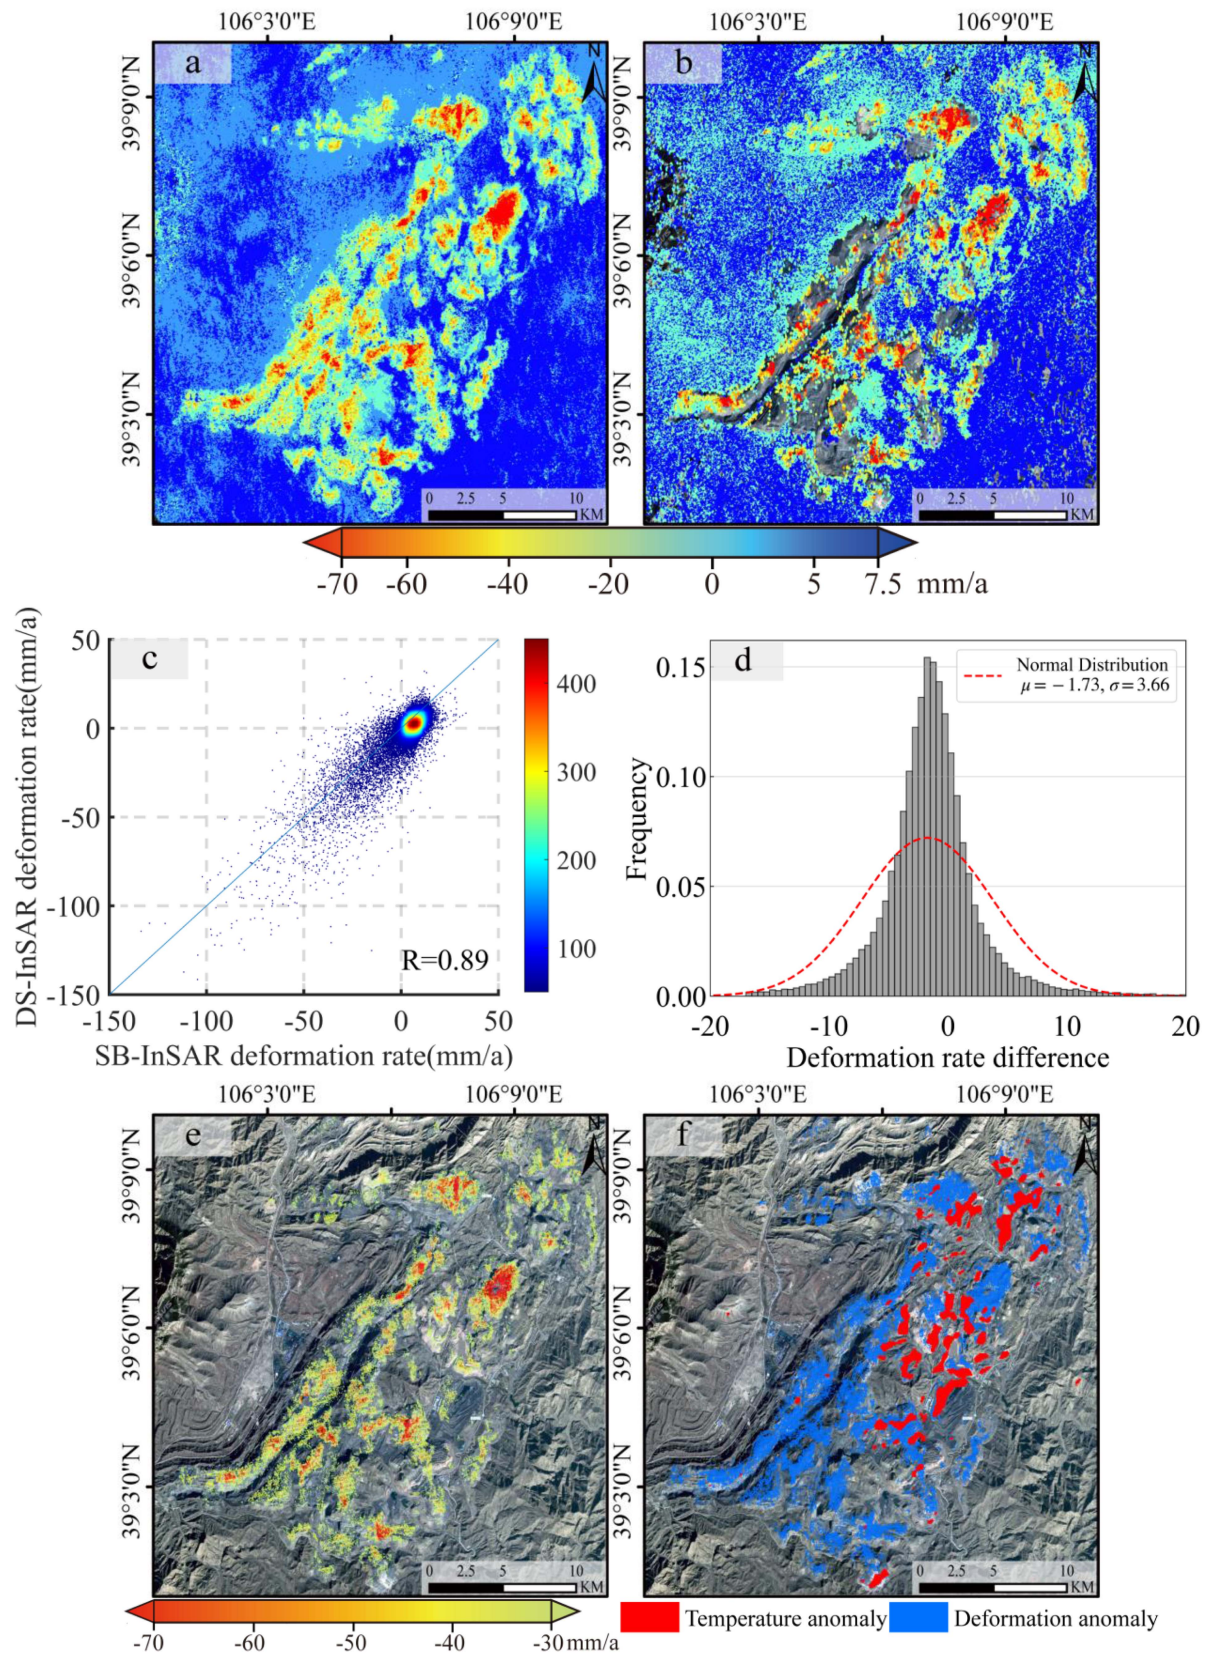 106°3'0"E 106°9'0"E 106°3'0"E 106°9'0"E
a N b N
39°9'0"N 39°9'0"N
39°6'0"N 39°6'0"N
39°3'0"N 39°3'0"N
0 2.5 5 10 0 2.5 5 10
KM KM
-70 -60 -40 -20 0 5 7.5 mm/a
DS-InSAR deformation rate(mm/a)
50
0
-50
-100
-150
c
R=0.89
-150 -100 -50 0 50
SB-InSAR deformation rate(mm/a)
400
300
200
100
Frequency
0.15
0.10
0.05
0.00
d
Normal Distribution
μ = −1.73, σ=3.66
-20 -10 0 10 20
Deformation rate difference
106°3'0"E 106°9'0"E 106°3'0"E 106°9'0"E
e N f N
39°9'0"N 39°9'0"N
39°6'0"N 39°6'0"N
39°3'0"N 39°3'0"N
0 2.5 5 10 0 2.5 5 10
KM KM
-70 -60 -50 -40 -30 mm/a
Temperature anomaly Deformation anomaly